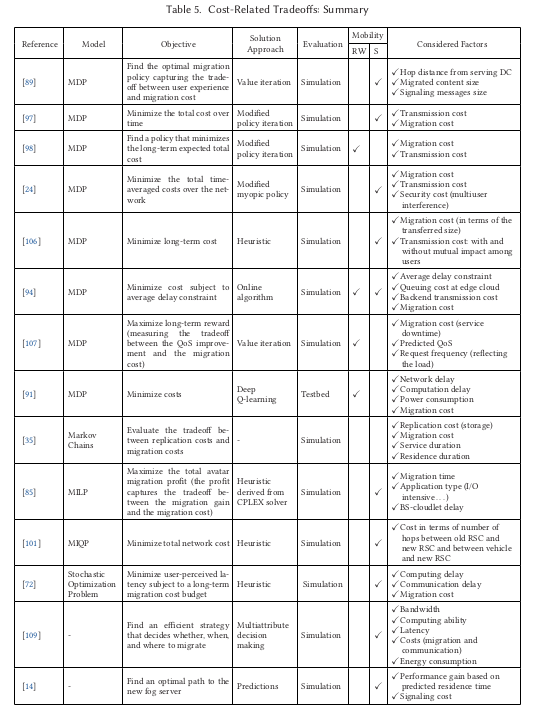 Table 5. Cost-Related Tradeoffs: Summary
Reference Model Objective Solution Approach Evaluation Mobility RW S Considered Factors
[89] MDP
Find the optimal migration
policy capturing the trade-
off between user experience
and migration cost
Value iteration Simulation ✓
✓ Hop distance from serving DC
✓ Migrated content size
✓ Signaling messages size
[97] MDP
Minimize the total cost over
time
Modified
policy iteration
Simulation ✓
✓ Transmission cost
✓ Migration cost
[98] MDP
Find a policy that minimizes
the long-term expected total
cost
Modified
policy iteration
Simulation ✓
✓ Migration cost
✓ Transmission cost
[24] MDP
Minimize the total time-
averaged costs over the net-
work
Modified
myopic policy
Simulation ✓
✓ Migration cost
✓ Transmission cost
✓ Security cost (multiuser
interference)
[106] MDP
Minimize long-term cost
Heuristic Simulation ✓
✓ Migration cost (in terms of the
transferred size)
✓ Transmission cost: with and
without mutual impact among
users
[94] MDP
Minimize cost subject to
average delay constraint
Online
algorithm
Simulation ✓ ✓
✓ Average delay constraint
✓ Queuing cost at edge cloud
✓ Backend transmission cost
✓ Migration cost
[107] MDP
Maximize long-term reward
(measuring the tradeoff
between the QoS improve-
ment and the migration
cost)
Value iteration Simulation ✓
✓ Migration cost (service
downtime)
✓ Predicted QoS
✓ Request frequency (reflecting
the load)
[91] MDP
Minimize costs
Deep
Q-learning
Testbed ✓
✓ Network delay
✓ Computation delay
✓ Power consumption
✓ Migration cost
[35]
Markov
Chains
Evaluate the tradeoff be-
tween replication costs and
migration costs
- Simulation
✓ Replication cost (storage)
✓ Migration cost
✓ Service duration
✓ Residence duration
[85] MILP
Maximize the total avatar
migration profit (the profit
captures the tradeoff be-
tween the migration gain
and the migration cost)
Heuristic
derived from
CPLEX solver
Simulation ✓
✓ Migration time
✓ Application type (I/O
intensive...)
✓ BS-cloudlet delay
[101] MIQP
Minimize total network cost
Heuristic Simulation ✓
✓ Cost in terms of number of
hops between old RSC and
new RSC and between vehicle
and new RSC
[72]
Stochastic
Optimization
Problem
Minimize user-perceived la-
tency subject to a long-term
migration cost budget
Heuristic Simulation ✓
✓ Computing delay
✓ Communication delay
✓ Migration cost
[109] -
Find an efficient strategy
that decides whether, when,
and where to migrate
Multiattribute
decision
making
Simulation ✓
✓ Bandwidth
✓ Computing ability
✓ Latency
✓ Costs (migration and
communication)
✓ Energy consumption
[14] -
Find an optimal path to the
new fog server
Predictions Simulation ✓
✓ Performance gain based on
predicted residence time
✓ Signaling cost